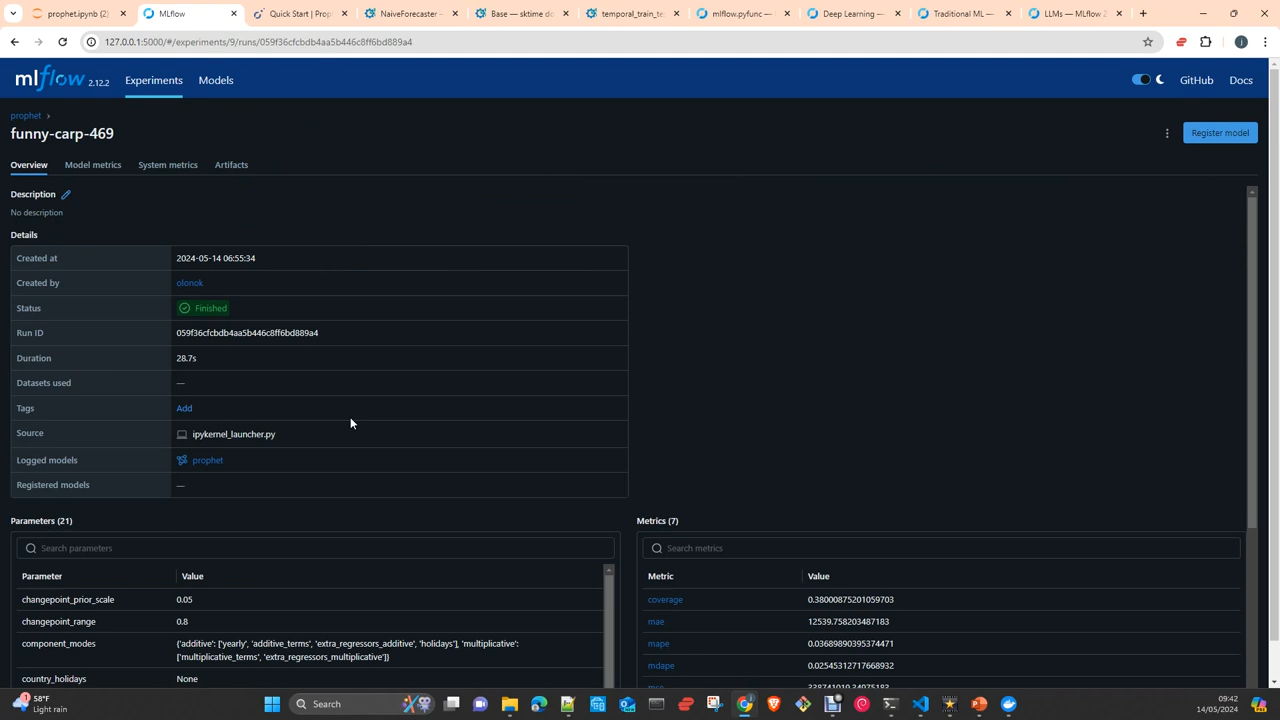 prophet.ipynb (2)
MLflow
Quick Start | Prop
NaiveForecaster —
Base — sktime do
temporal_train_te
mlflow.pyfunc —
Deep Learning —
Traditional ML —
LLMs — MLflow 2
127.0.0.1:5000/#/experiments/9/runs/059f36cfcbdb4aa5b446c8ff6bd889a4
mlflow 2.12.2 Experiments Models GitHub Docs
prophet ›
funny-carp-469
Register model
Overview Model metrics System metrics Artifacts
Description
No description
Details
Created at 2024-05-14 06:55:34
Created by olonok
Status Finished
Run ID 059f36cfcbdb4aa5b446c8ff6bd889a4
Duration 28.7s
Datasets used —
Tags Add
Source ipykernel_launcher.py
Logged models prophet
Registered models —
Parameters (21) Metrics (7)
Search parameters Search metrics
Parameter Value Metric Value
changepoint_prior_scale 0.05 coverage 0.38000875201059703
changepoint_range 0.8 mae 12539.758203487183
component_modes {'additive': ['yearly', 'additive_terms', 'extra_regressors_additive', 'holidays'], 'multiplicative': mape 0.03689890395374471
['multiplicative_terms', 'extra_regressors_multiplicative']} mdape 0.02545312717668932
country_holidays None
58°F
Light rain
Search
09:42
14/05/2024